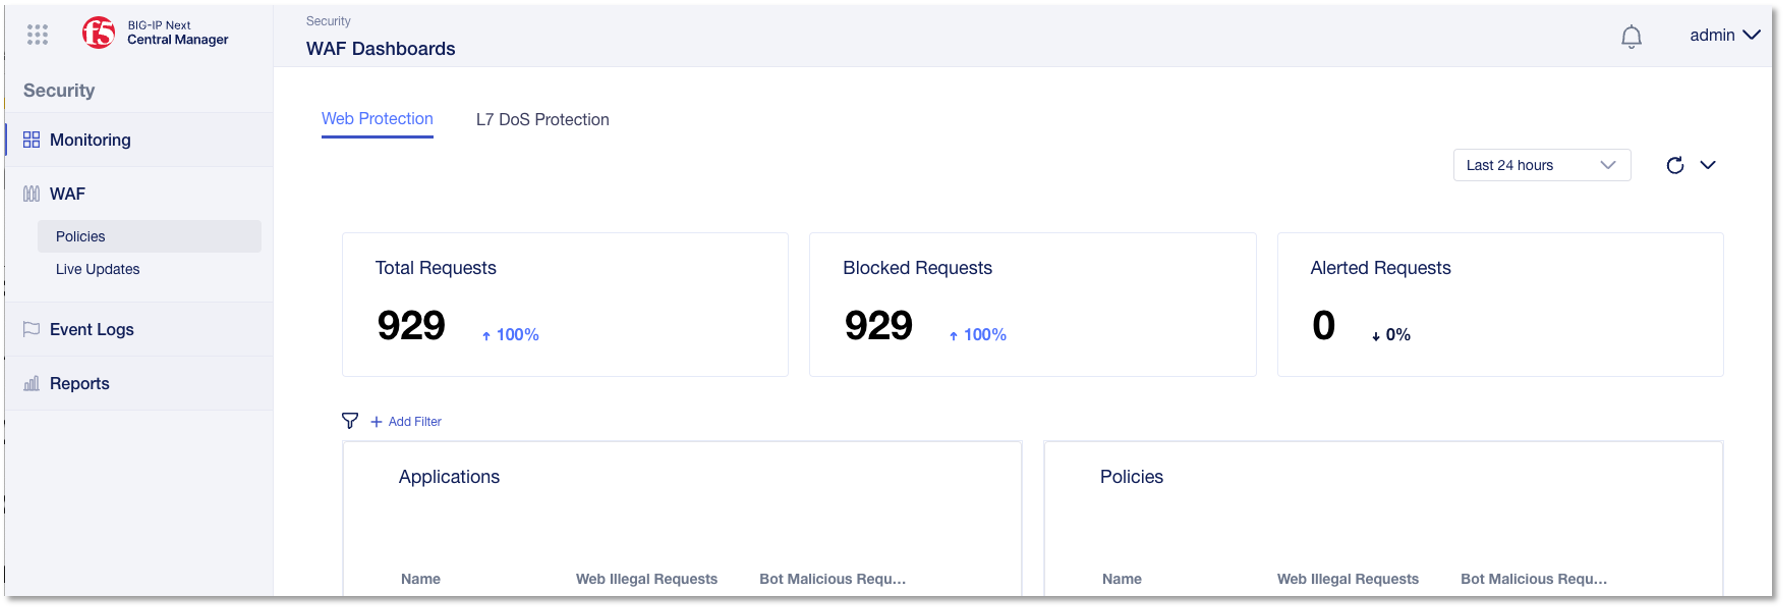 BIG-IP Next
Central Manager
Security
WAF Dashboards
admin
Security
Monitoring
WAF
Policies
Live Updates
Event Logs
Reports
Web Protection
L7 DoS Protection
Last 24 hours
Total Requests
929
↑ 100%
Blocked Requests
929
↑ 100%
Alerted Requests
0
↓ 0%
+ Add Filter
Applications
Name
Web Illegal Requests
Bot Malicious Requ...
Policies
Name
Web Illegal Requests
Bot Malicious Requ...